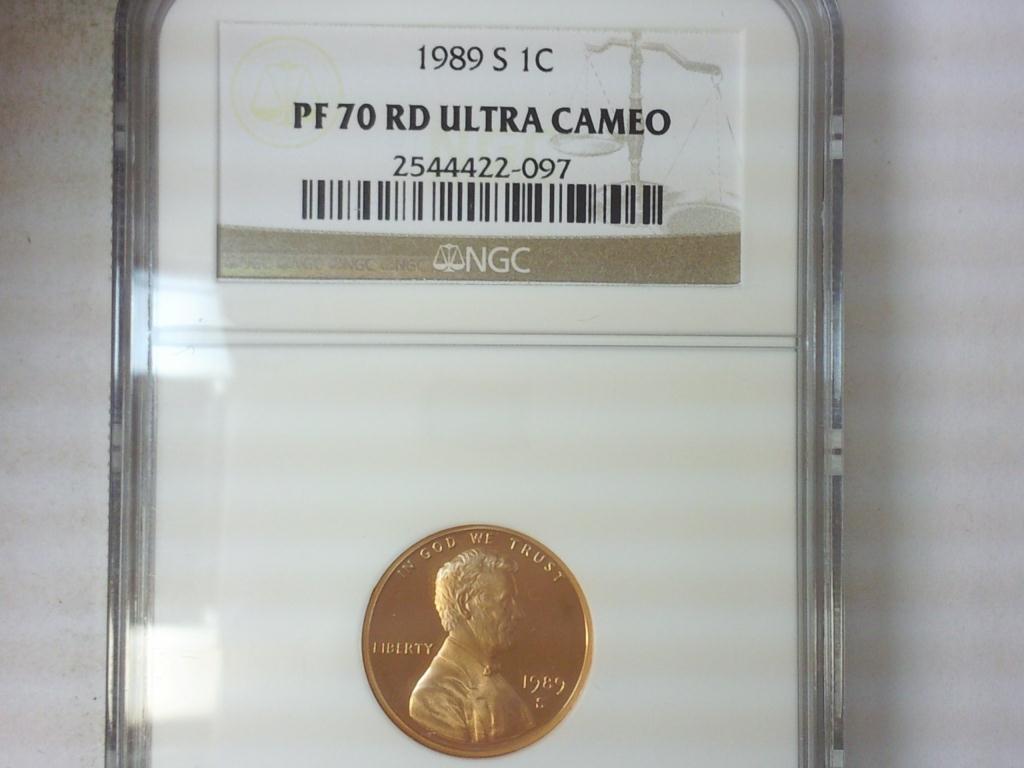 1989 S 1C
PF 70 RD ULTRA CAMEO
2544422-097
NGC
IN GOD WE TRUST
LIBERTY
1989
S